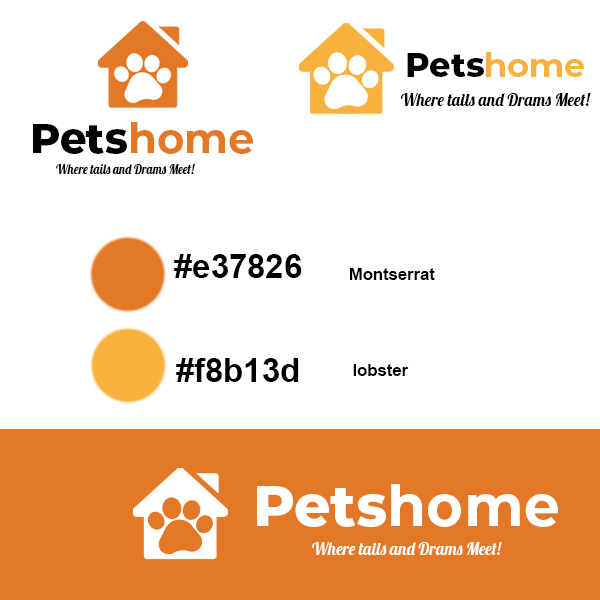 Petshome
Where tails and Drams Meet!
Petshome
Where tails and Drams Meet!
#e37826
Montserrat
#f8b13d
lobster
Petshome
Where tails and Drams Meet!